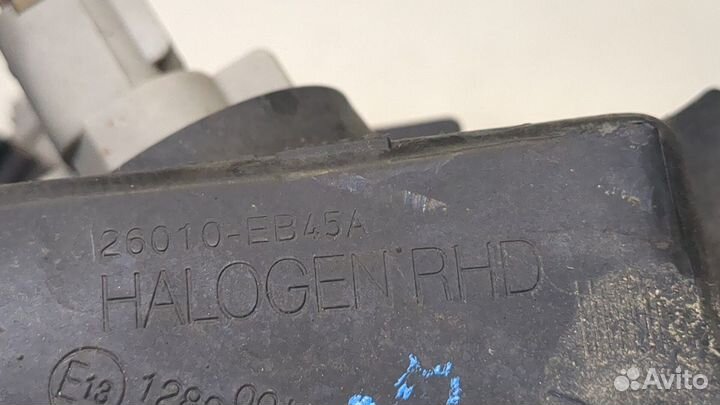 26010-EB45A
HALOGEN RHD
E13
Avito